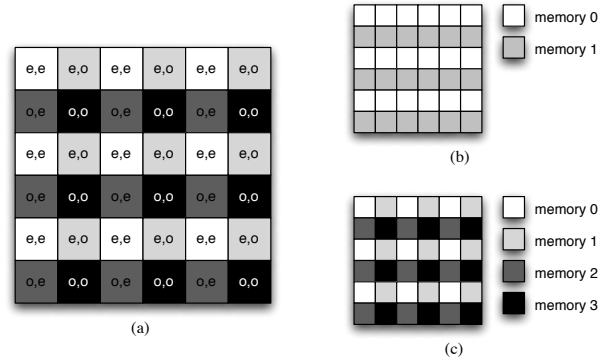 e,e e,o e,e e,o e,e e,o
o,e o,o o,e o,o o,e o,o
e,e e,o e,e e,o e,e e,o
o,e o,o o,e o,o o,e o,o
e,e e,o e,e e,o e,e e,o
o,e o,o o,e o,o o,e o,o
(a)
memory 0
memory 1
(b)
memory 0
memory 1
memory 2
memory 3
(c)